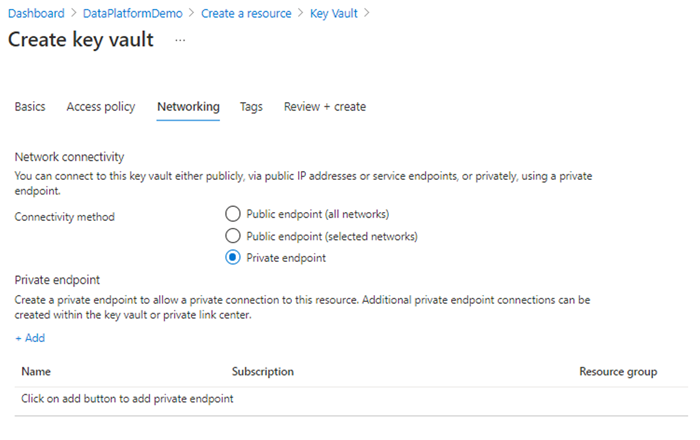 Dashboard > DataPlatformDemo > Create a resource > Key Vault >
Create key vault ...
Basics Access policy Networking Tags Review + create
Network connectivity
You can connect to this key vault either publicly, via public IP addresses or service endpoints, or privately, using a private
endpoint.
Connectivity method
Public endpoint (all networks)
Public endpoint (selected networks)
Private endpoint
Private endpoint
Create a private endpoint to allow a private connection to this resource. Additional private endpoint connections can be
created within the key vault or private link center.
+ Add
Name Subscription Resource group
Click on add button to add private endpoint